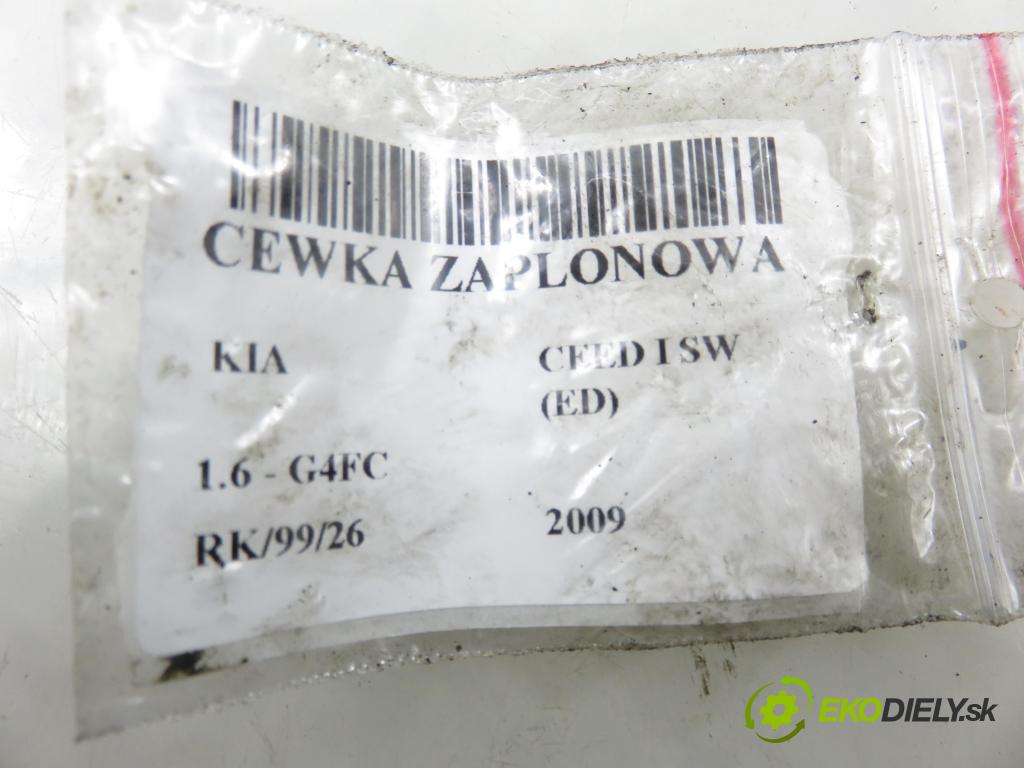 CEWKA ZAPLONOWA
KIA
CEED I SW
(ED)
1.6 - G4FC
RK/99/26
2009
EKODIELY.sk